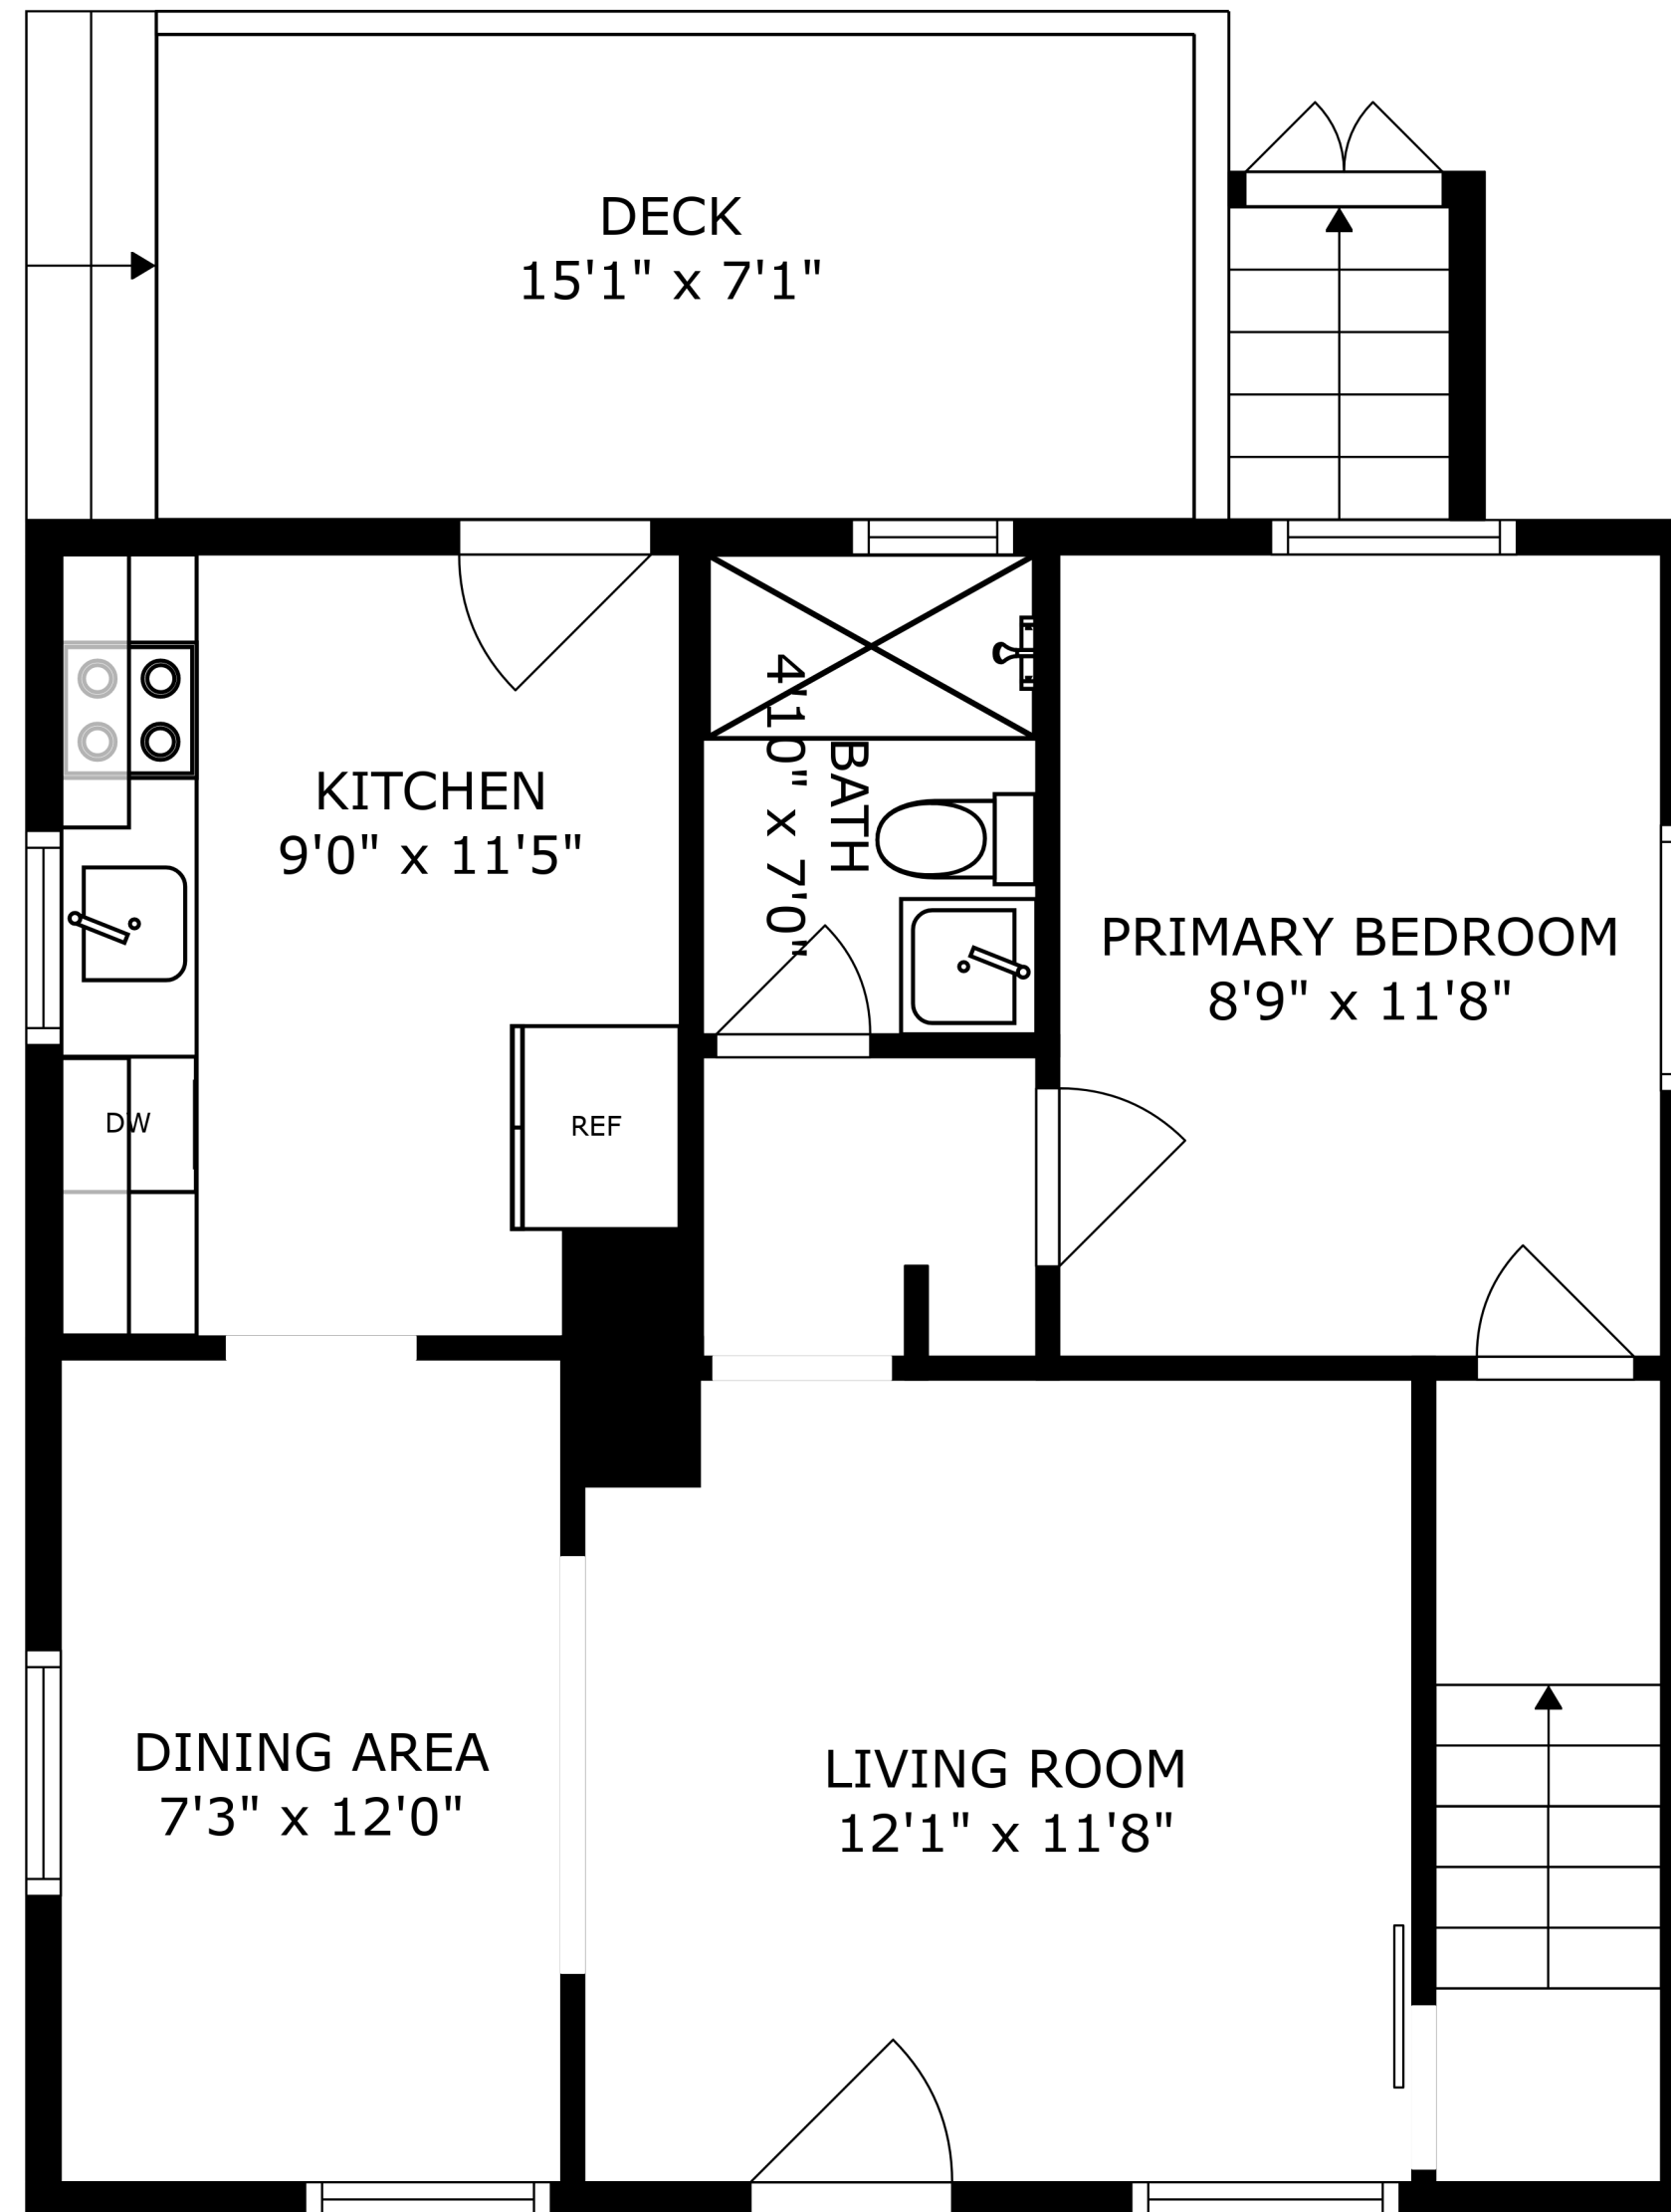 DECK
15'1" x 7'1"
KITCHEN
9'0" x 11'5"
BATH
4'10" x 7'0"
PRIMARY BEDROOM
8'9" x 11'8"
DW
REF
DINING AREA
7'3" x 12'0"
LIVING ROOM
12'1" x 11'8"